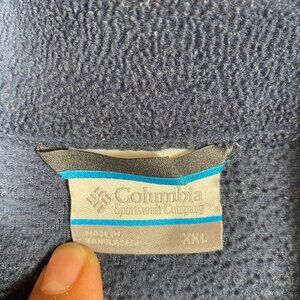 Columbia
Sportswear Company
MADE IN
BANGLADESH
XXL